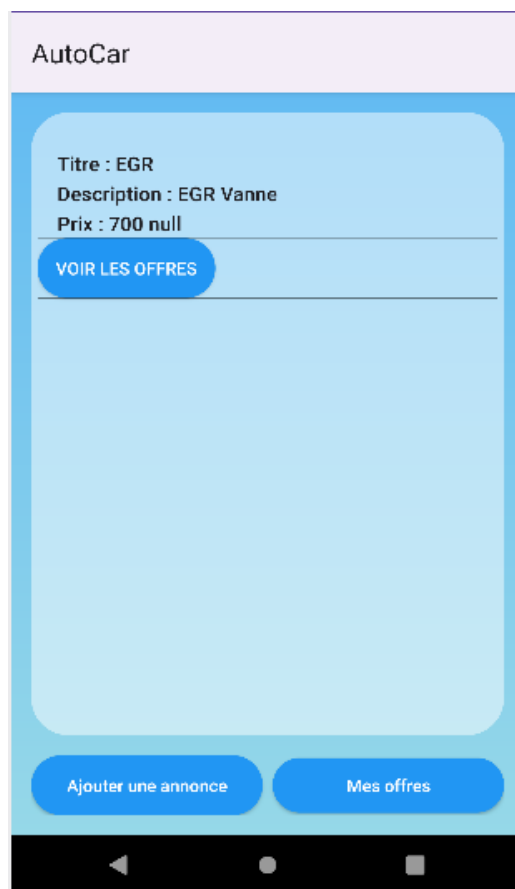 AutoCar
Titre : EGR
Description : EGR Vanne
Prix : 700 null
VOIR LES OFFRES
Ajouter une annonce
Mes offres